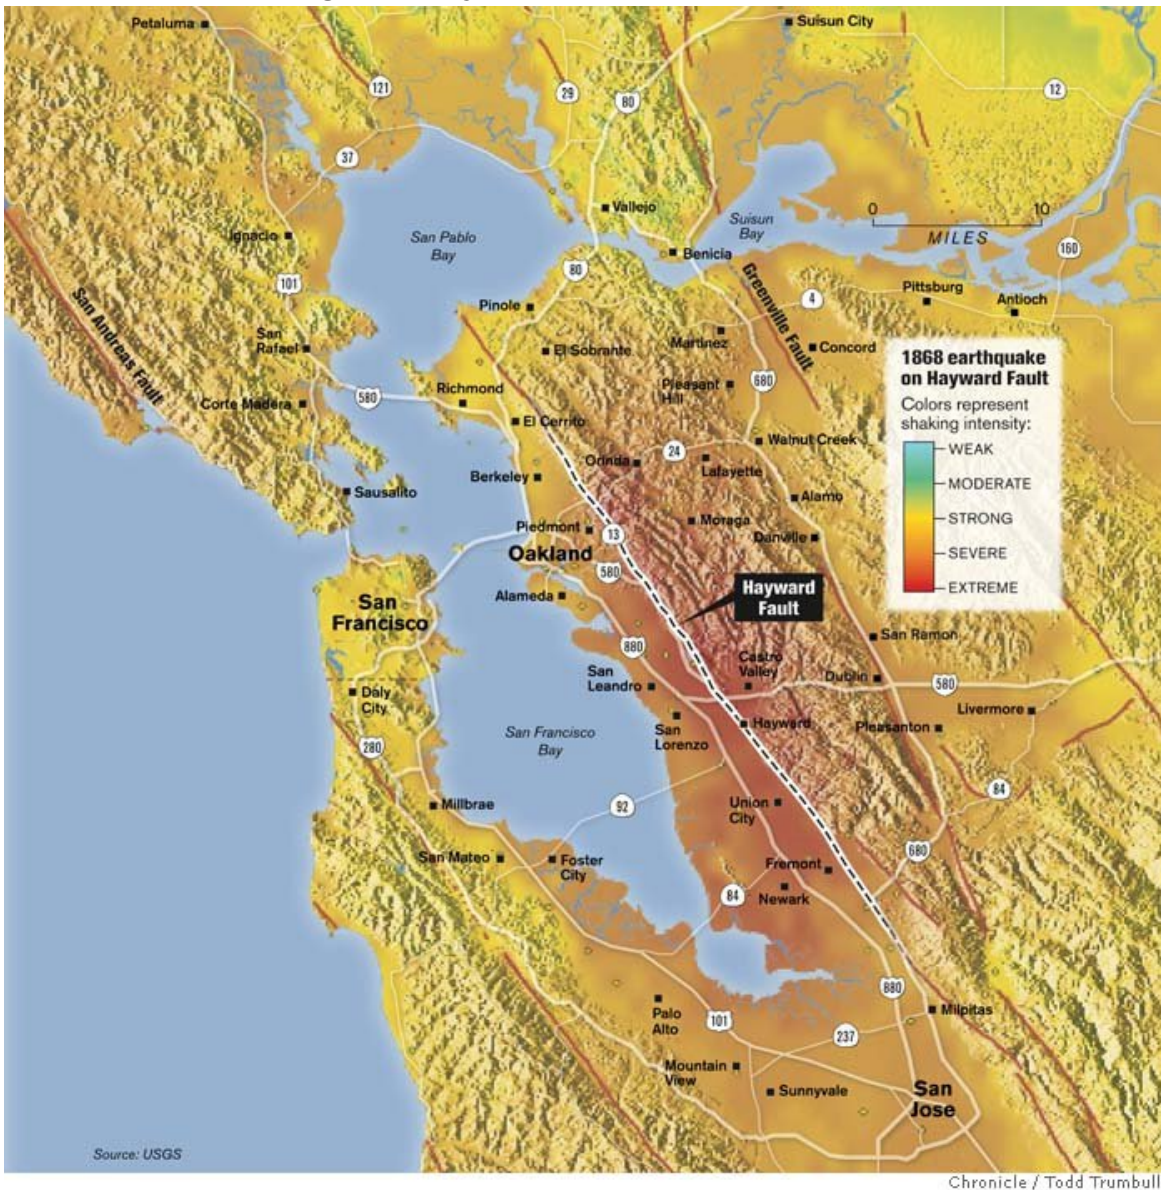 Petaluma
Suisun City
121
29
80
12
37
Vallejo
San Pablo
Bay
Suisun
Bay
0 10
MILES
Ignacio
160
Benicia
101
80
Pinole
4
Pittsburg
Antioch
San Andreas Fault
Greenville Fault
San
Rafael
El Sobrante
Martinez
Concord
1868 earthquake
on Hayward Fault
Colors represent
shaking intensity:
WEAK
MODERATE
STRONG
SEVERE
EXTREME
Richmond
Pleasant
Hill
680
Corte Madera
580
El Cerrito
Walnut Creek
Orinda
24
Lafayette
Berkeley
Sausalito
Alamo
Piedmont
13
Moraga
Danville
Oakland
580
Alameda
Hayward
Fault
San
Francisco
880
San Ramon
Castro
Valley
San
Leandro
Dublin
580
Daly
City
Livermore
San
Lorenzo
Hayward
Pleasanton
San Francisco
Bay
280
84
Millbrae
92
Union
City
680
San Mateo
Foster
City
Fremont
84
Newark
880
Palo
Alto
101
Milpitas
237
Mountain
View
Sunnyvale
San
Jose
Source: USGS
Chronicle / Todd Trumbull